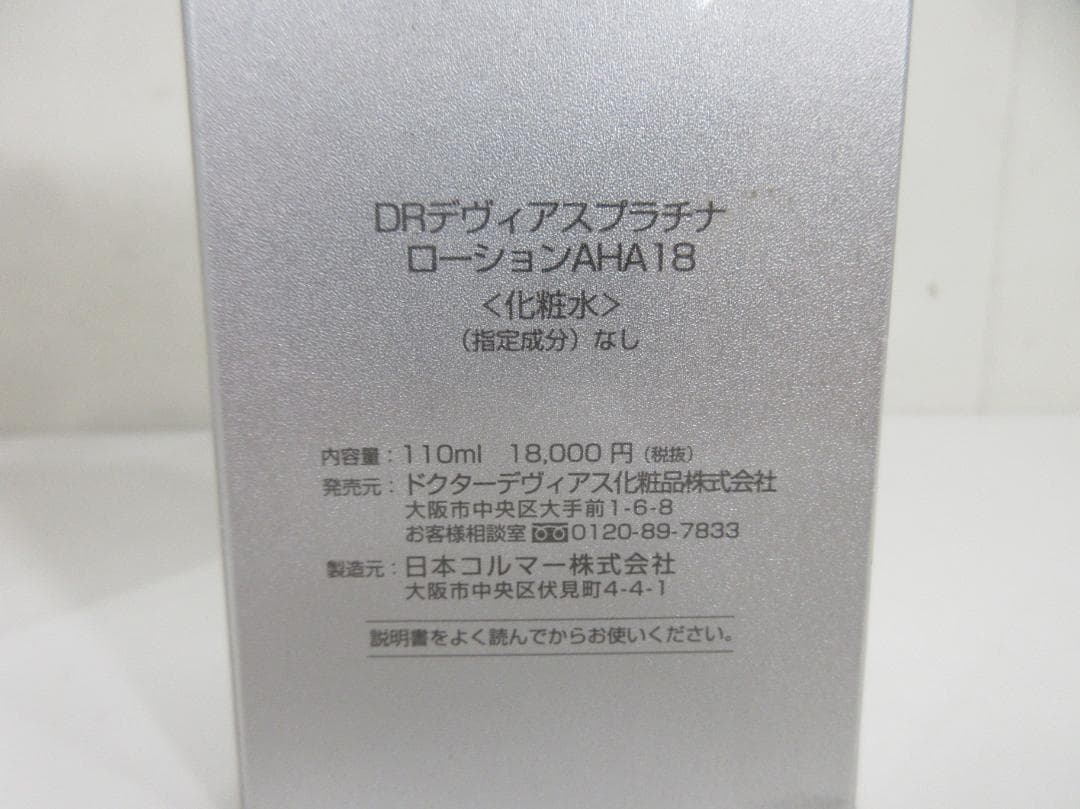 DRデヴィアスプラチナ
ローションAHA18
<化粧水>
（指定成分）なし
内容量：110ml 18,000円（税抜）
発売元：ドクターデヴィアス化粧品株式会社
大阪市中央区大手前1-6-8
お客様相談室 0120-89-7833
製造元：日本コルマー株式会社
大阪市中央区伏見町4-4-1
説明書をよく読んでからお使いください。